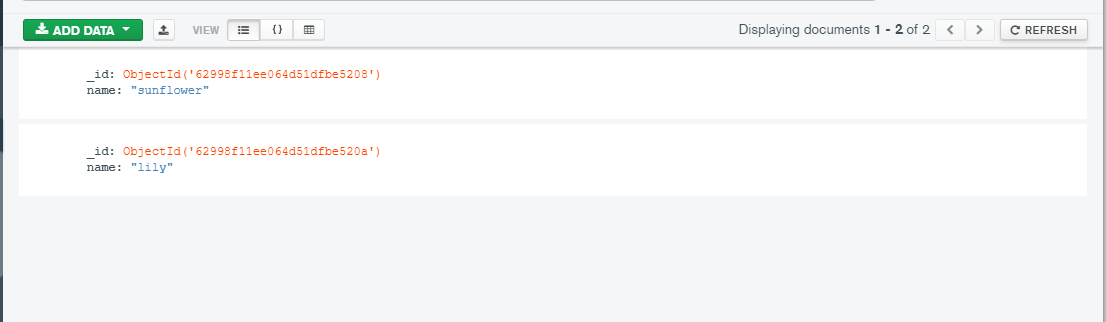 ADD DATA
VIEW
{}
Displaying documents 1 - 2 of 2
REFRESH
_id: ObjectId('62998f11ee064d51dfbe5208')
name: "sunflower"
_id: ObjectId('62998f11ee064d51dfbe520a')
name: "lily"